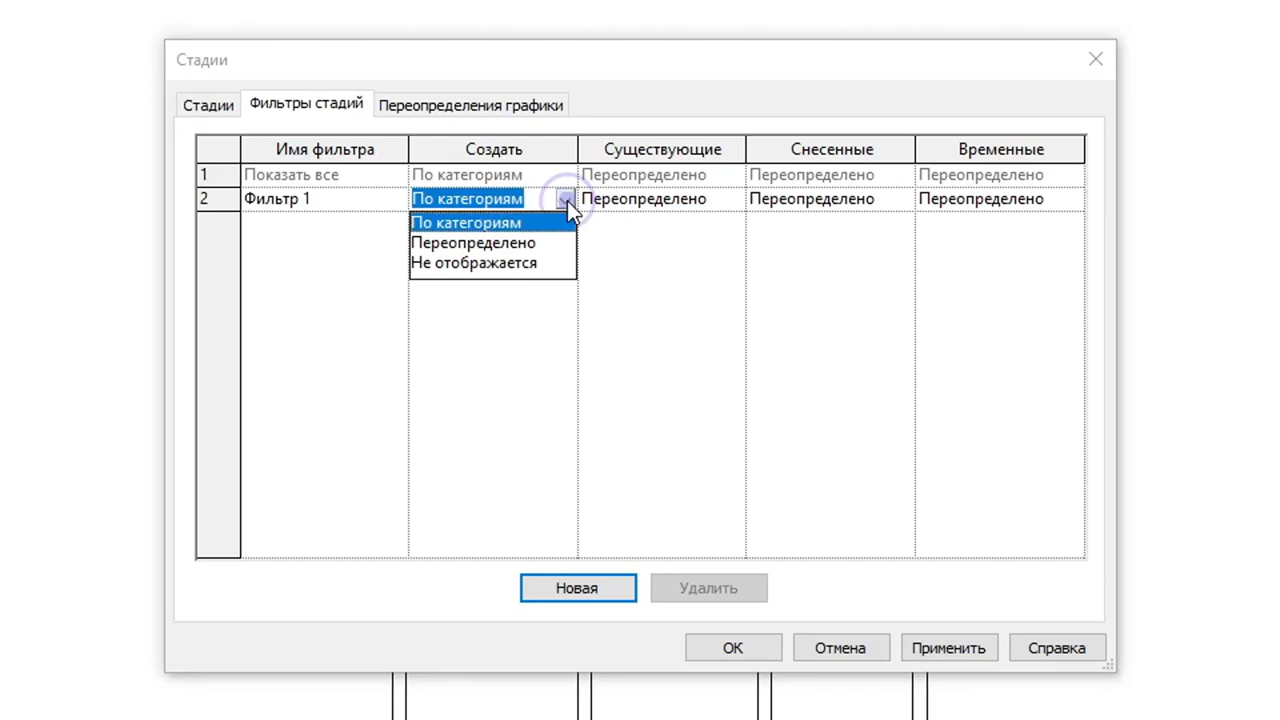 Стадии
Стадии Фильтры стадий Переопределения графики
Имя фильтра Создать Существующие Снесенные Временные
1 Показать все По категориям Переопределено Переопределено Переопределено
2 Фильтр 1 По категориям Переопределено Переопределено Переопределено
По категориям
Переопределено
Не отображается
Новая Удалить
OK Отмена Применить Справка